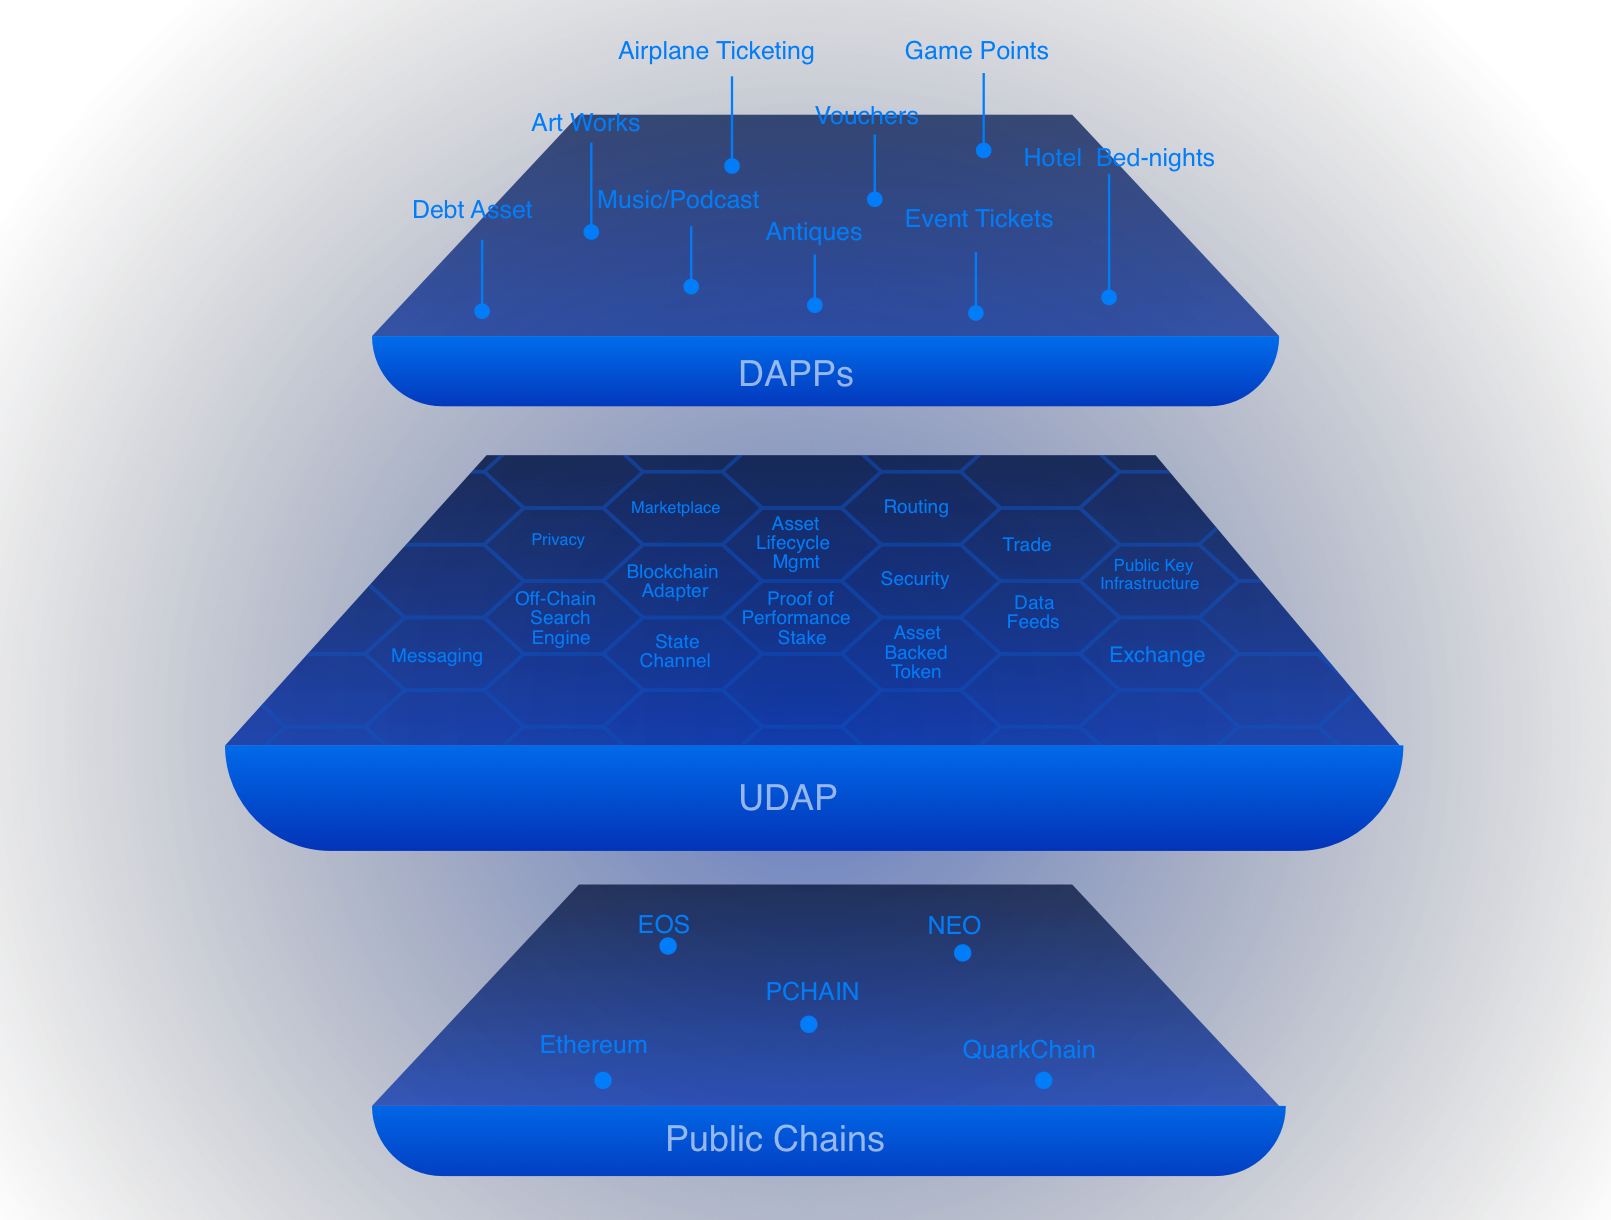 Airplane Ticketing
Game Points
Art Works
Vouchers
Hotel Bed-nights
Debt Asset
Music/Podcast
Event Tickets
Antiques
DAPPs
Marketplace
Routing
Privacy
Asset
Lifecycle
Mgmt
Trade
Blockchain
Adapter
Security
Public Key
Infrastructure
Off-Chain
Search
Engine
Proof of
Performance
Stake
Data
Feeds
Messaging
State
Channel
Asset
Backed
Token
Exchange
UDAP
EOS
NEO
PCHAIN
Ethereum
QuarkChain
Public Chains